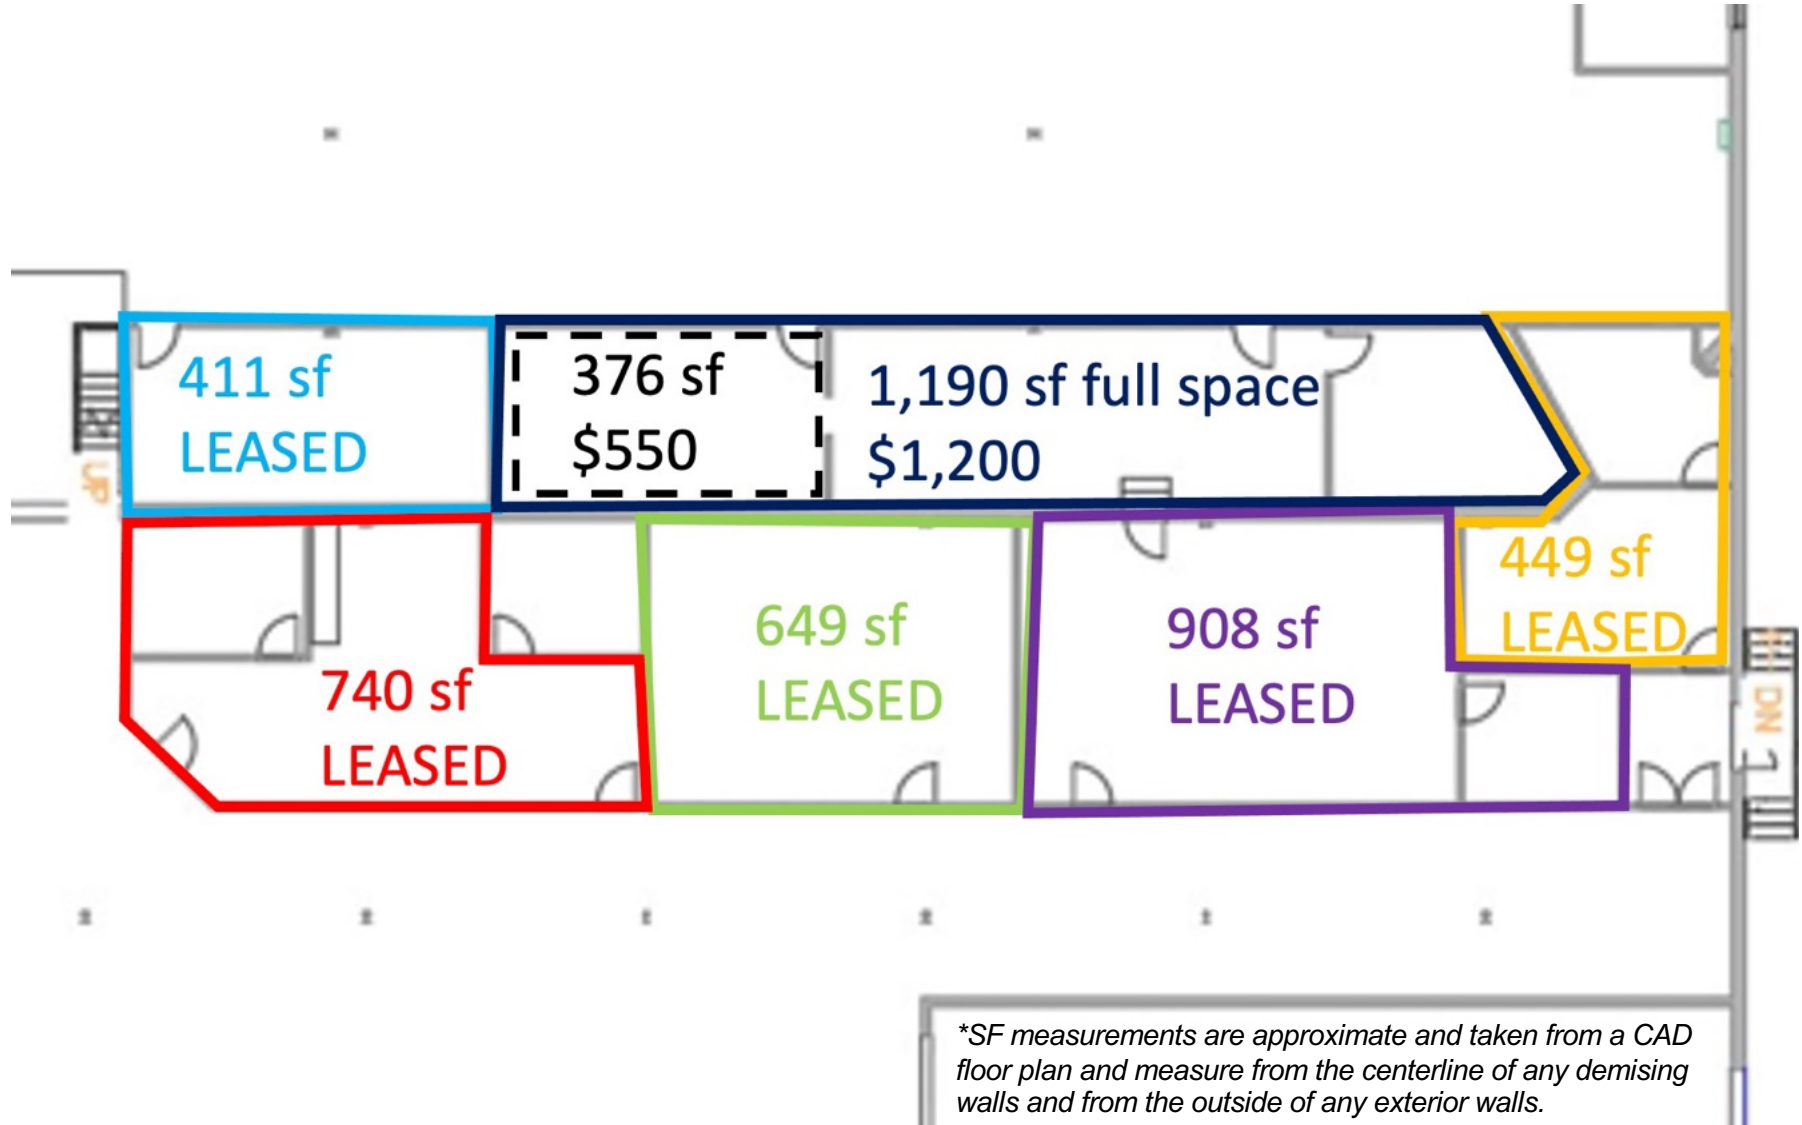 411 sf
LEASED
376 sf
$550
1,190 sf full space
$1,200
UP
449 sf
LEASED
649 sf
LEASED
908 sf
LEASED
740 sf
LEASED
DN
*SF measurements are approximate and taken from a CAD
floor plan and measure from the centerline of any demising
walls and from the outside of any exterior walls.